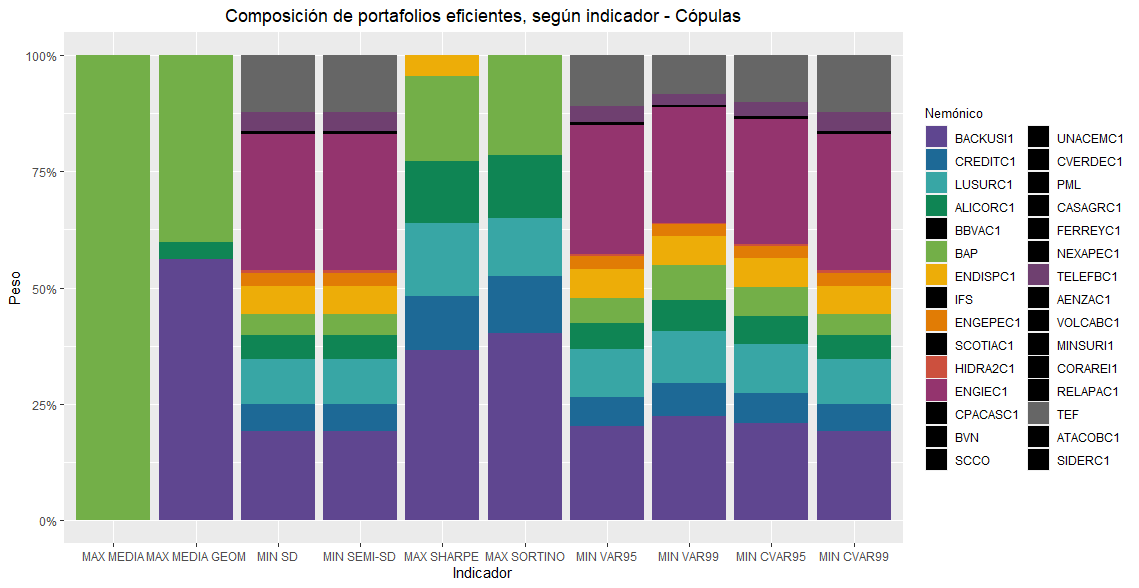 Composición de portafolios eficientes, según indicador - Cópulas
100%
75%
50%
25%
0%
Peso
MAX MEDIA
MAX MEDIA GEOM
MIN SD
MIN SEMI-SD
MAX SHARPE
MAX SORTINO
MIN VAR95
MIN VAR99
MIN CVAR95
MIN CVAR99
Indicador
Nemónico
BACKUSI1
CREDITC1
LUSURC1
ALICORC1
BBVAC1
BAP
ENDISPC1
IFS
ENGEPEC1
SCOTIAC1
HIDRA2C1
ENGIEC1
CPACASC1
BVN
SCCO
UNACEMC1
CVERDEC1
PML
CASAGRC1
FERREYC1
NEXAPEC1
TELEFBC1
AENZAC1
VOLCABC1
MINSURI1
CORAREI1
RELAPAC1
TEF
ATACOBC1
SIDERC1